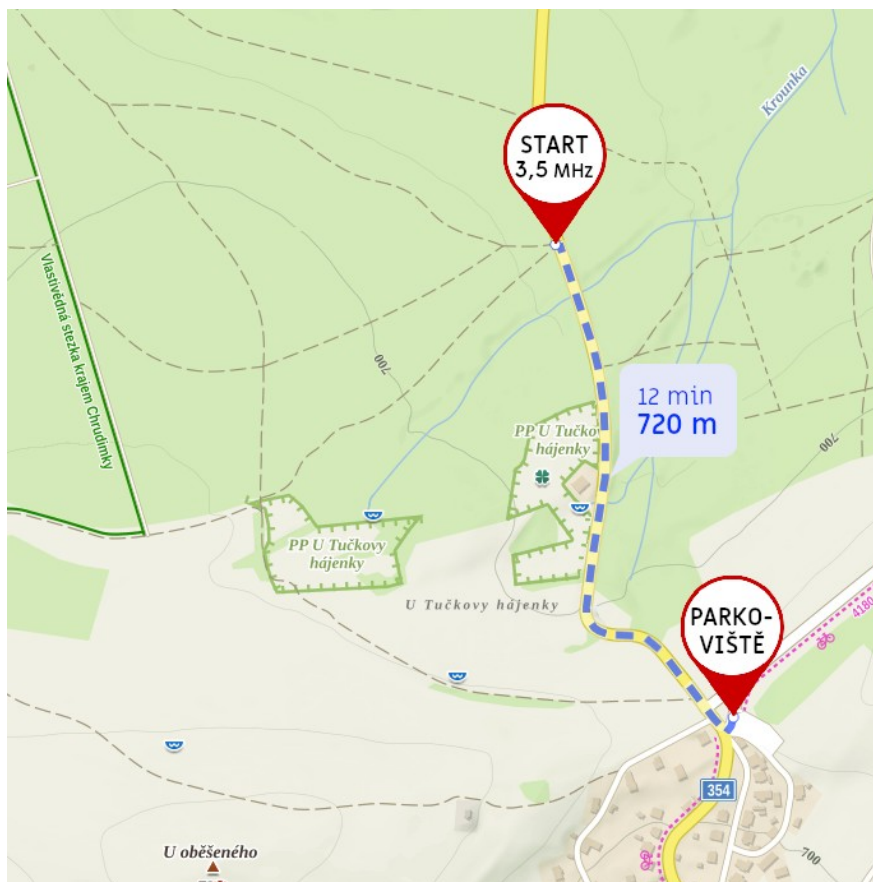 Krounka
START
3,5 MHz
Vlastivědná stezka krajem Chrudimky
700
12 min
720 m
PP U Tučkovy
hájenky
700
PP U Tučkovy
hájenky
U Tučkovy hájenky
PARKO-
VIŠTĚ
4180
354
U oběšeného
700